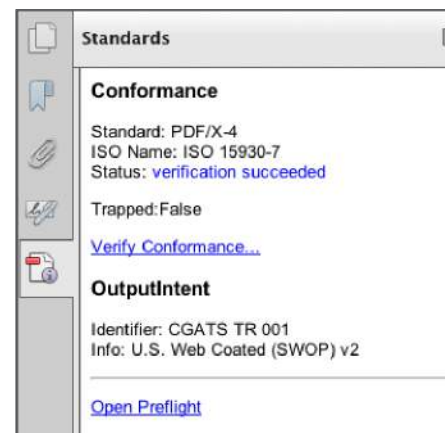 Standards
Conformance
Standard: PDF/X-4
ISO Name: ISO 15930-7
Status: verification succeeded
Trapped:False
Verify Conformance...
OutputIntent
Identifier: CGATS TR 001
Info: U.S. Web Coated (SWOP) v2
Open Preflight